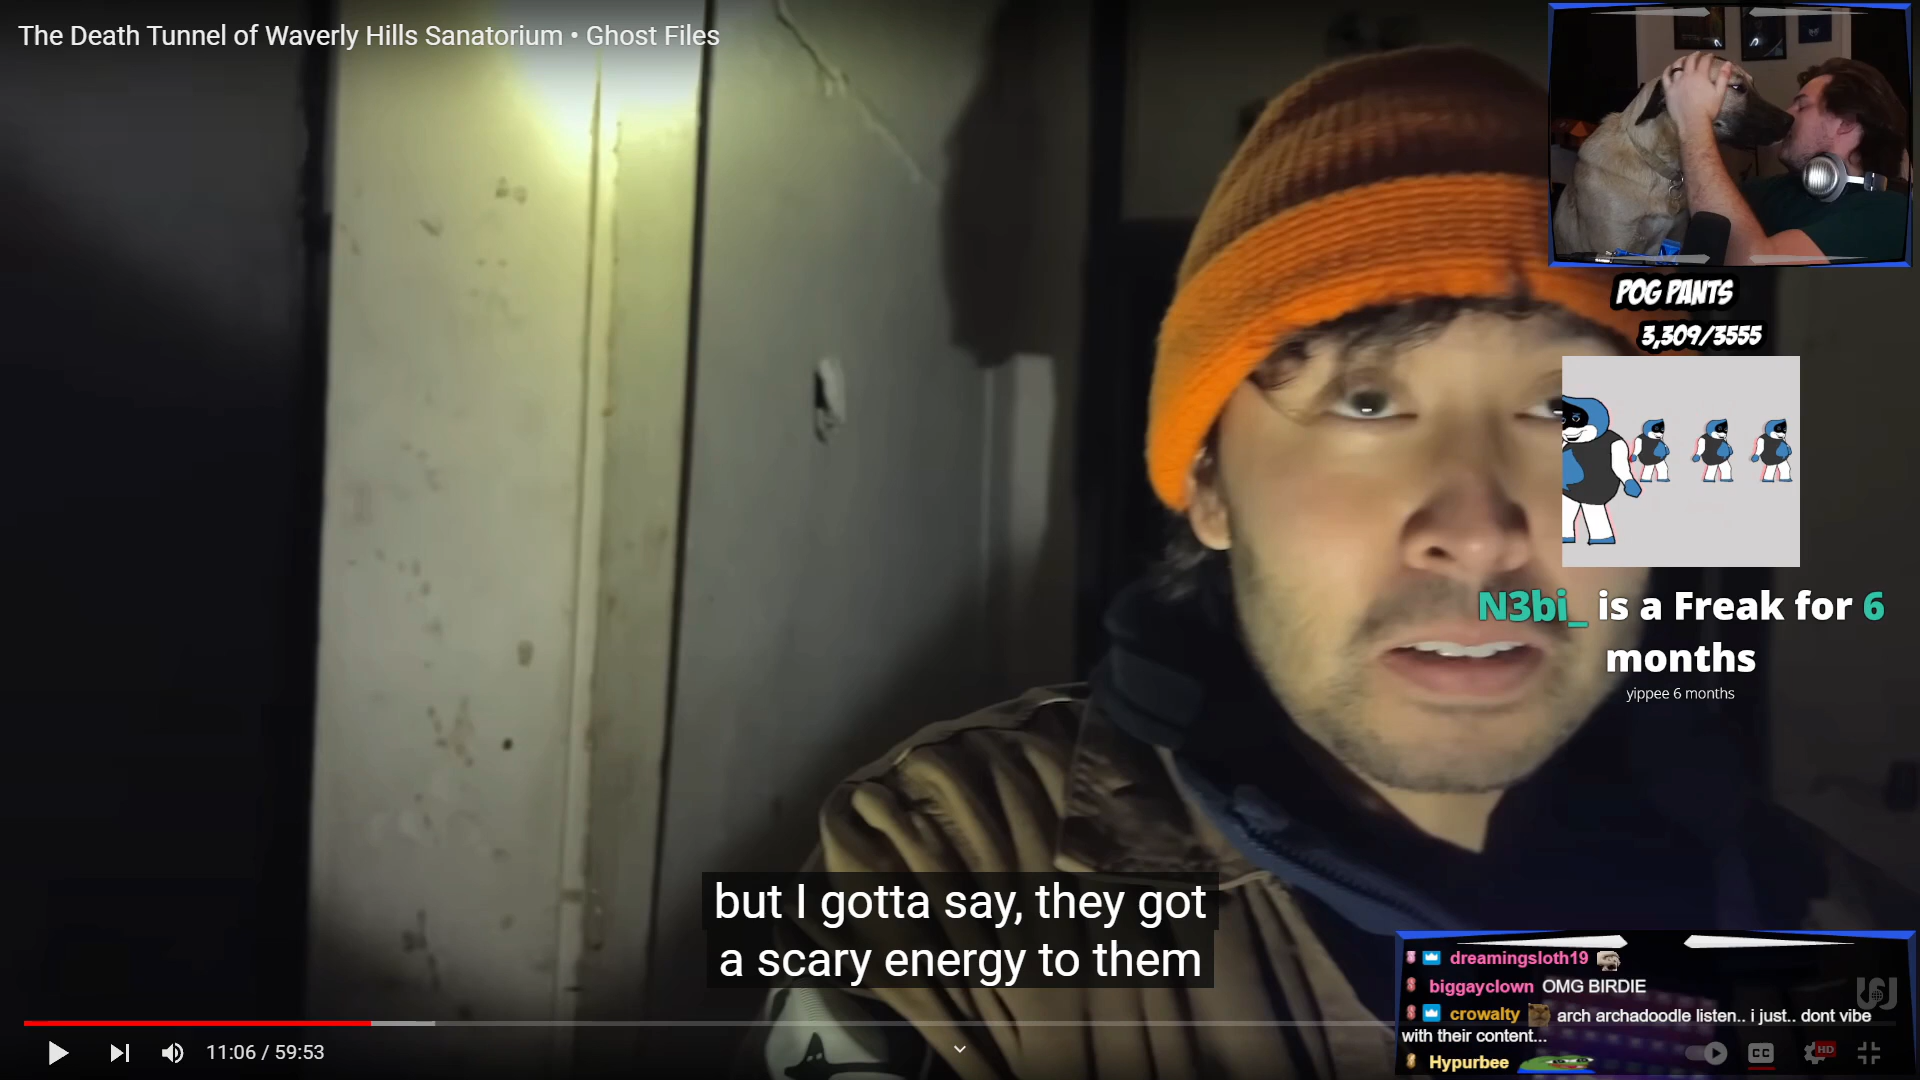 The Death Tunnel of Waverly Hills Sanatorium • Ghost Files
POG PANTS
3,309/3555
N3bi_ is a Freak for 6
months
yippee 6 months
but I gotta say, they got
a scary energy to them
dreamingsloth19
biggayclown OMG BIRDIE
crowalty arch archadoodle listen.. i just.. dont vibe
with their content...
Hypurbee
11:06 / 59:53
CC
HD